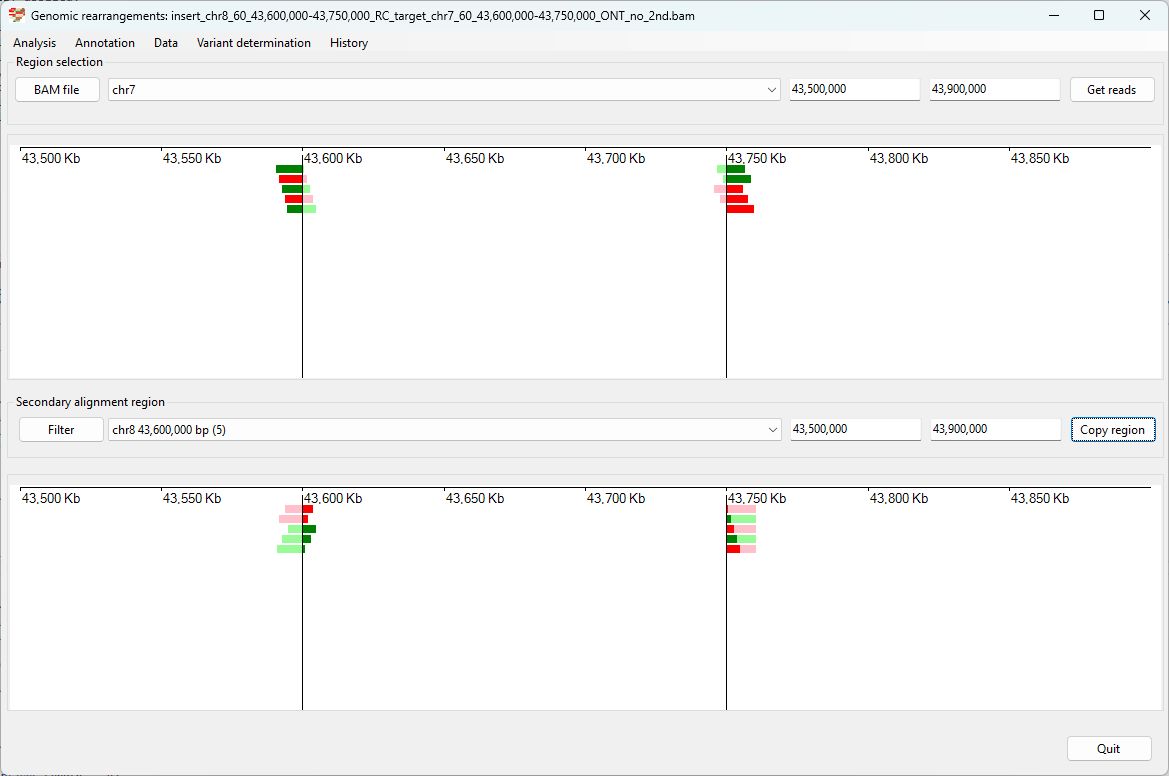 Genomic rearrangements: insert_chr8_60_43,600,000-43,750,000_RC_target_chr7_60_43,600,000-43,750,000_ONT_no_2nd.bam
Analysis Annotation Data Variant determination History
Region selection
BAM file chr7 43,500,000 43,900,000 Get reads
43,500 Kb 43,550 Kb 43,600 Kb 43,650 Kb 43,700 Kb 43,750 Kb 43,800 Kb 43,850 Kb
Secondary alignment region
Filter chr8 43,600,000 bp (5) 43,500,000 43,900,000 Copy region
43,500 Kb 43,550 Kb 43,600 Kb 43,650 Kb 43,700 Kb 43,750 Kb 43,800 Kb 43,850 Kb
Quit